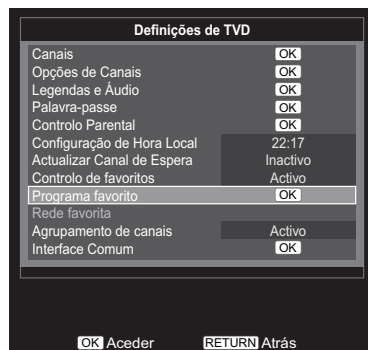 Definições de TVD
Canais OK
Opções de Canais OK
Legendas e Áudio OK
Palavra-passe OK
Controlo Parental OK
Configuração de Hora Local 22:17
Actualizar Canal de Espera Inactivo
Controlo de favoritos Activo
Programa favorito OK
Rede favorita
Agrupamento de canais Activo
Interface Comum OK
OK Aceder RETURN Atrás